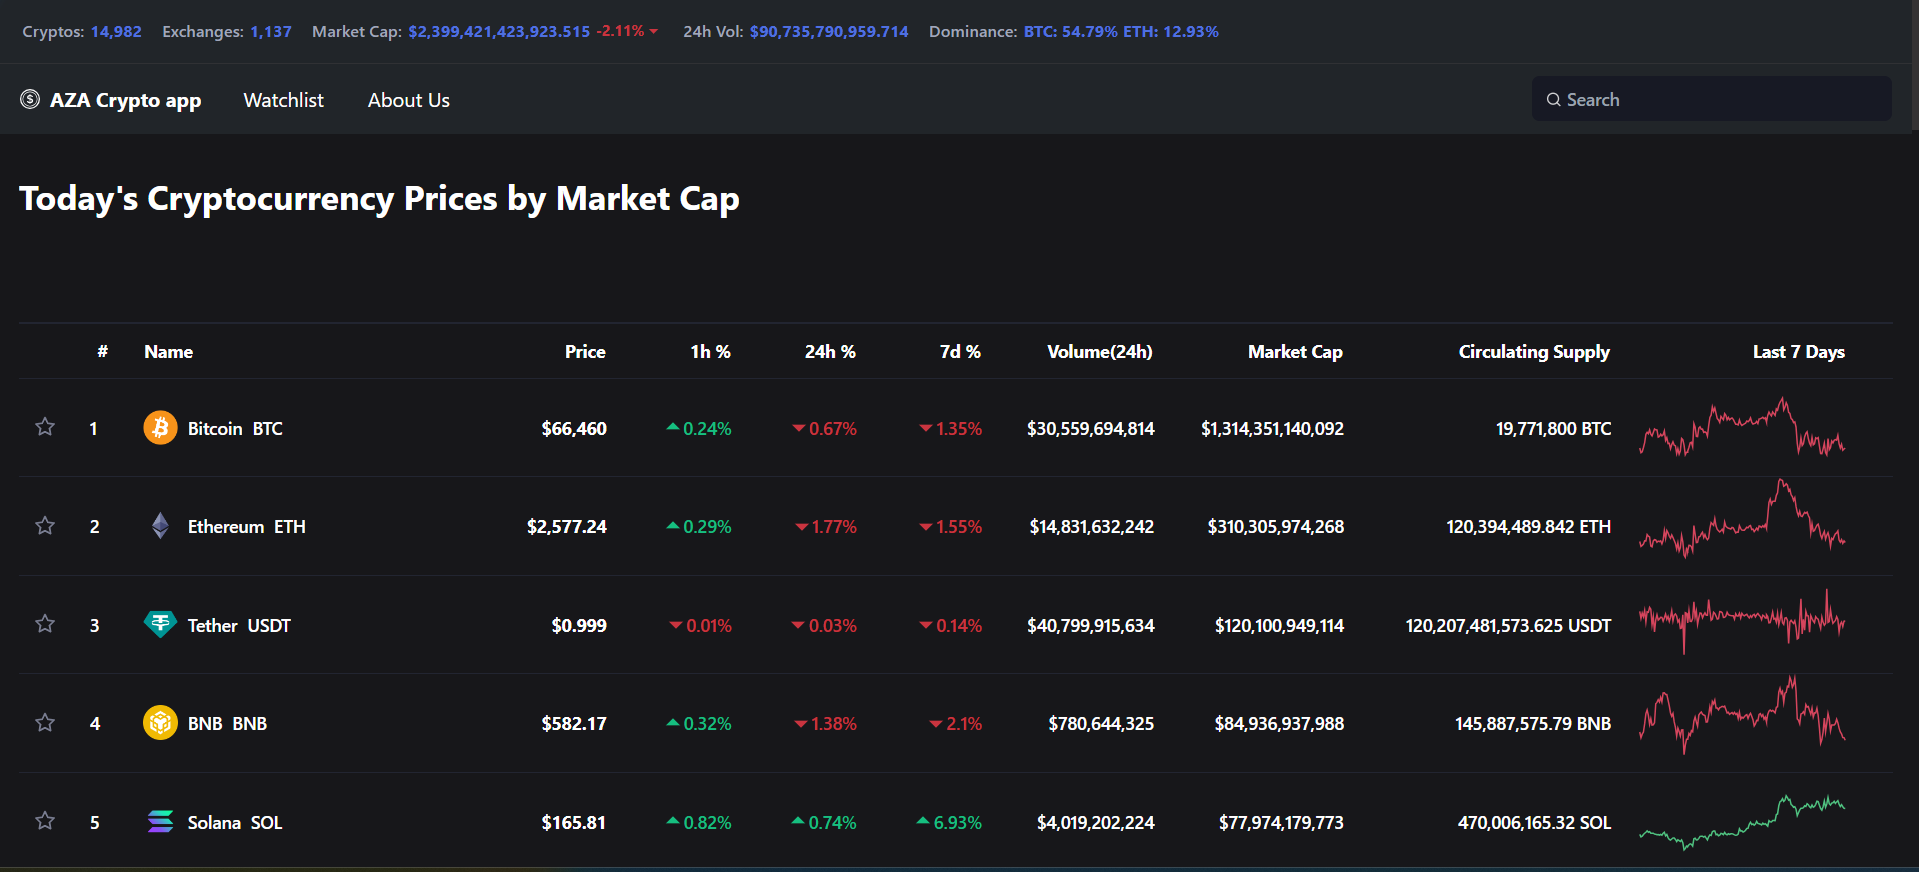 Cryptos: 14,982 Exchanges: 1,137 Market Cap: $2,399,421,423,923.515 -2.11% 24h Vol: $90,735,790,959.714 Dominance: BTC: 54.79% ETH: 12.93%
AZA Crypto app Watchlist About Us Search
Today's Cryptocurrency Prices by Market Cap
# Name Price 1h % 24h % 7d % Volume(24h) Market Cap Circulating Supply Last 7 Days
1 Bitcoin BTC $66,460 0.24% 0.67% 1.35% $30,559,694,814 $1,314,351,140,092 19,771,800 BTC
2 Ethereum ETH $2,577.24 0.29% 1.77% 1.55% $14,831,632,242 $310,305,974,268 120,394,489.842 ETH
3 Tether USDT $0.999 0.01% 0.03% 0.14% $40,799,915,634 $120,100,949,114 120,207,481,573.625 USDT
4 BNB BNB $582.17 0.32% 1.38% 2.1% $780,644,325 $84,936,937,988 145,887,575.79 BNB
5 Solana SOL $165.81 0.82% 0.74% 6.93% $4,019,202,224 $77,974,179,773 470,006,165.32 SOL